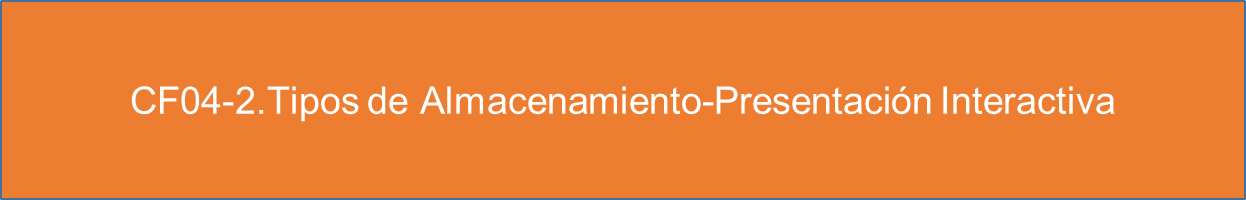 CF04-2.Tipos de Almacenamiento-Presentación Interactiva